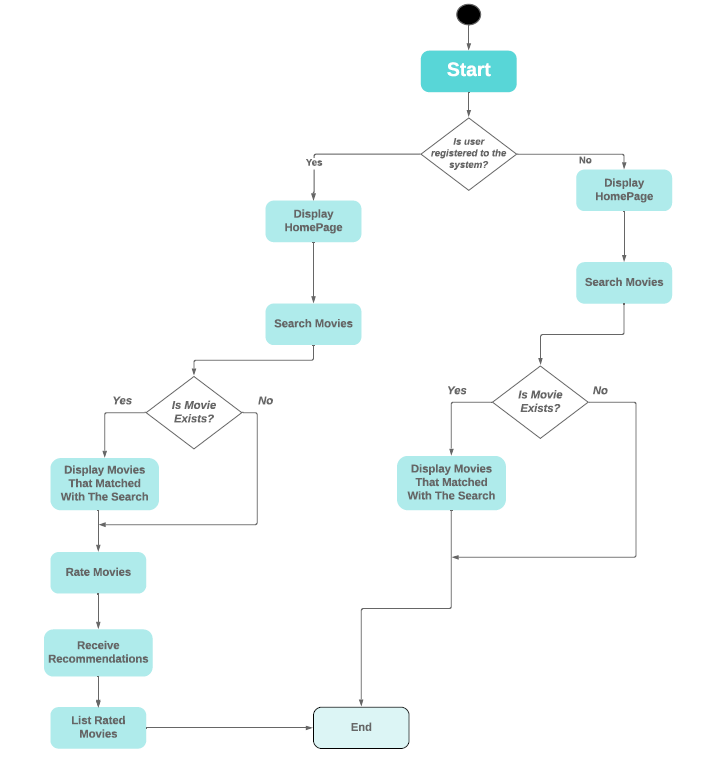 Start
Is user
registered to the
system?
Yes
No
Display
HomePage
Display
HomePage
Search Movies
Search Movies
Yes
Is Movie
Exists?
No
Yes
Is Movie
Exists?
No
Display Movies
That Matched
With The Search
Display Movies
That Matched
With The Search
Rate Movies
Receive
Recommendations
List Rated
Movies
End